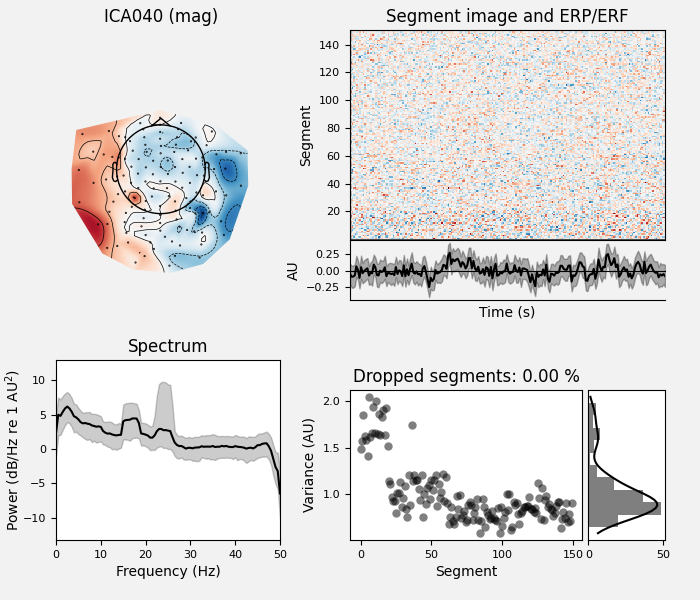 ICA040 (mag)
Segment image and ERP/ERF
Segment
140
120
100
80
60
40
20
AU
0.25
0.00
−0.25
Time (s)
Spectrum
Power (dB/Hz re 1 AU²)
10
5
0
−5
−10
0 10 20 30 40 50
Frequency (Hz)
Dropped segments: 0.00 %
Variance (AU)
2.0
1.5
1.0
0 50 100 150
Segment
0 50